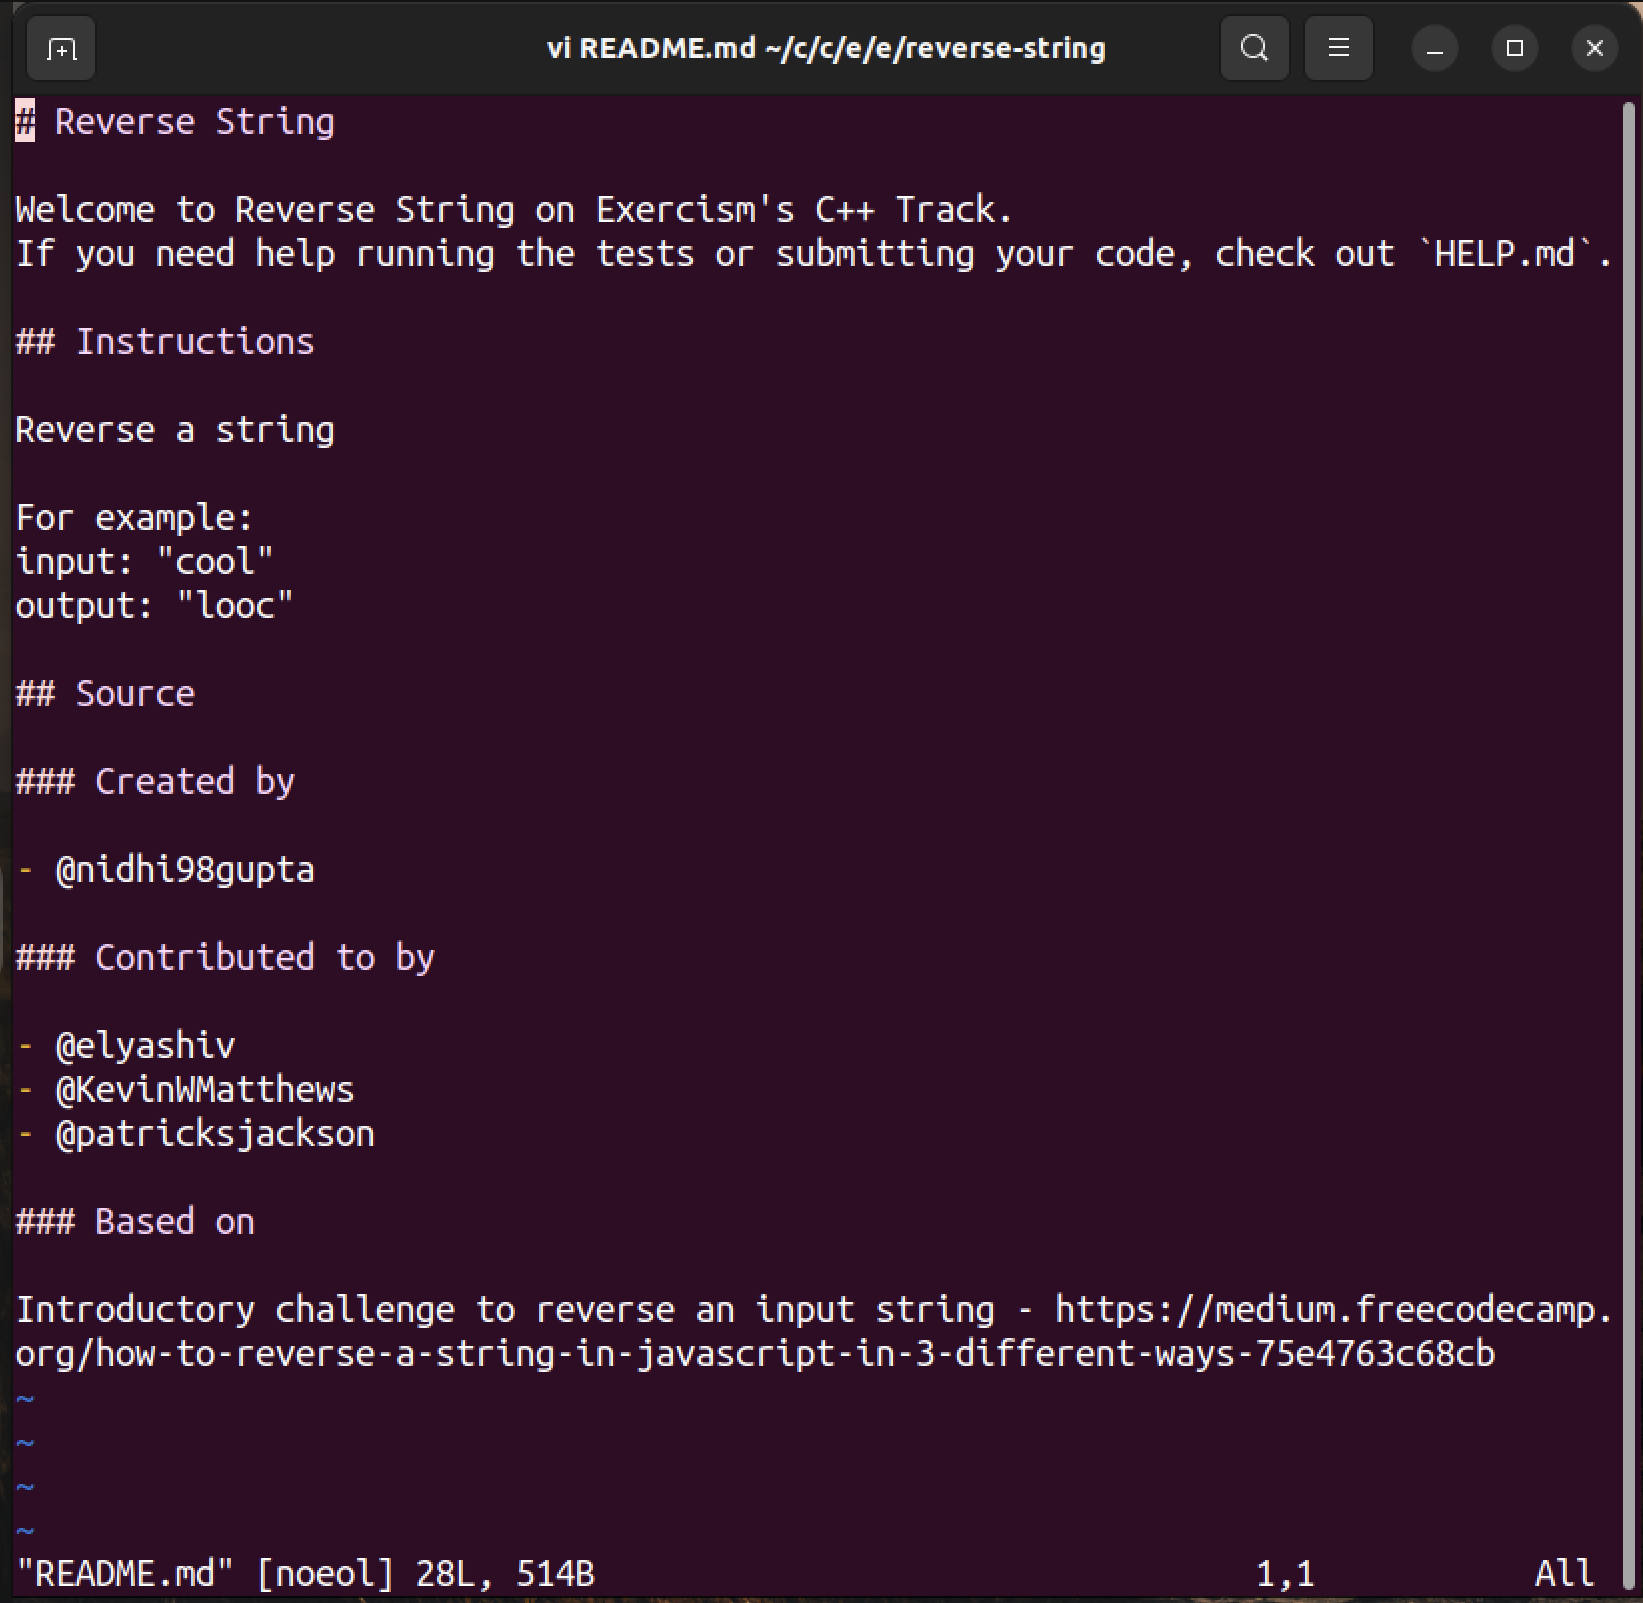 vi README.md ~/c/c/e/e/reverse-string
# Reverse String
Welcome to Reverse String on Exercism's C++ Track.
If you need help running the tests or submitting your code, check out `HELP.md`.
## Instructions
Reverse a string
For example:
input: "cool"
output: "looc"
## Source
### Created by
- @nidhi98gupta
### Contributed to by
- @elyashiv
- @KevinWMatthews
- @patricksjackson
### Based on
Introductory challenge to reverse an input string - https://medium.freecodecamp.
org/how-to-reverse-a-string-in-javascript-in-3-different-ways-75e4763c68cb
~
~
~
~
"README.md" [noeol] 28L, 514B 1,1 All